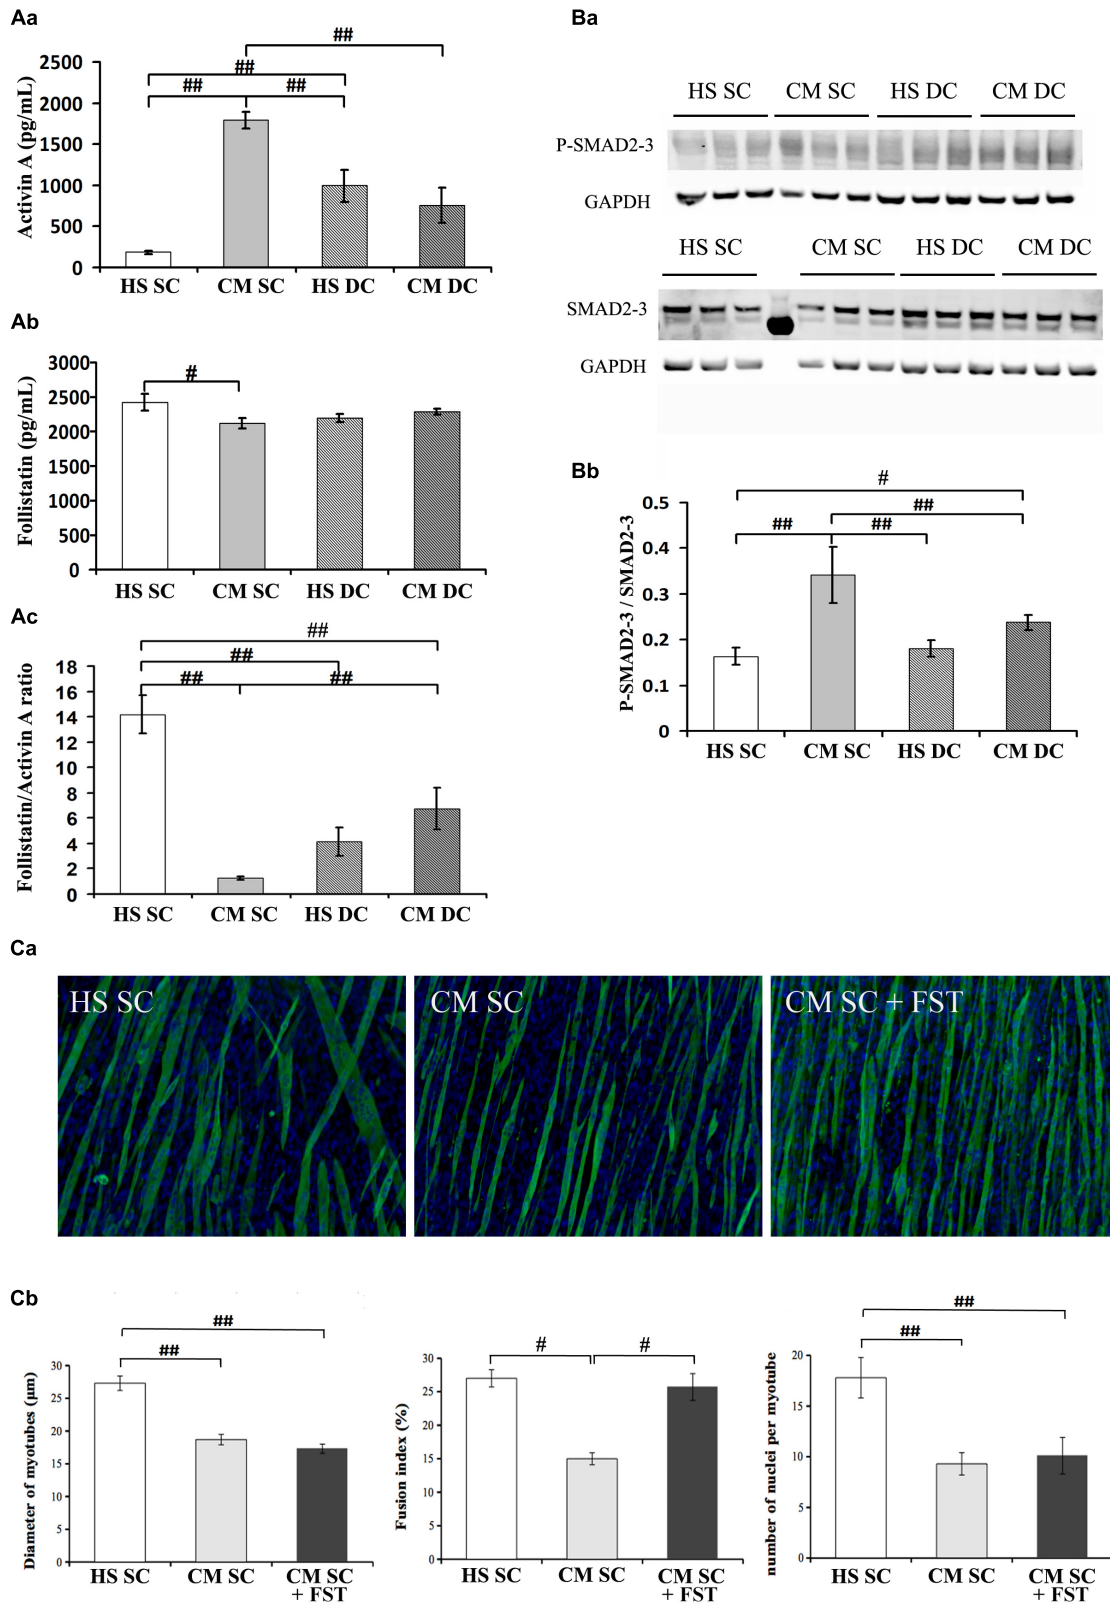 Aa
##
##
##
##
Activin A (pg/mL)
2500
2000
1500
1000
500
0
HS SC
CM SC
HS DC
CM DC
Ab
#
Follistatin (pg/mL)
3000
2500
2000
1500
1000
500
0
HS SC
CM SC
HS DC
CM DC
Ac
##
##
##
##
Follistatin/Activin A ratio
18
16
14
12
10
8
6
4
2
0
HS SC
CM SC
HS DC
CM DC
Ba
HS SC
CM SC
HS DC
CM DC
P-SMAD2-3
GAPDH
HS SC
CM SC
HS DC
CM DC
SMAD2-3
GAPDH
Bb
#
##
##
##
P-SMAD2-3 / SMAD2-3
0.5
0.4
0.3
0.2
0.1
0
HS SC
CM SC
HS DC
CM DC
Ca
HS SC
CM SC
CM SC + FST
Cb
##
##
Diameter of myotubes (µm)
30
25
20
15
10
5
0
HS SC
CM SC
CM SC
+ FST
#
#
Fusion index (%)
30
25
20
15
10
5
0
HS SC
CM SC
CM SC
+ FST
##
##
number of nuclei per myotube
20
15
10
5
0
HS SC
CM SC
CM SC
+ FST